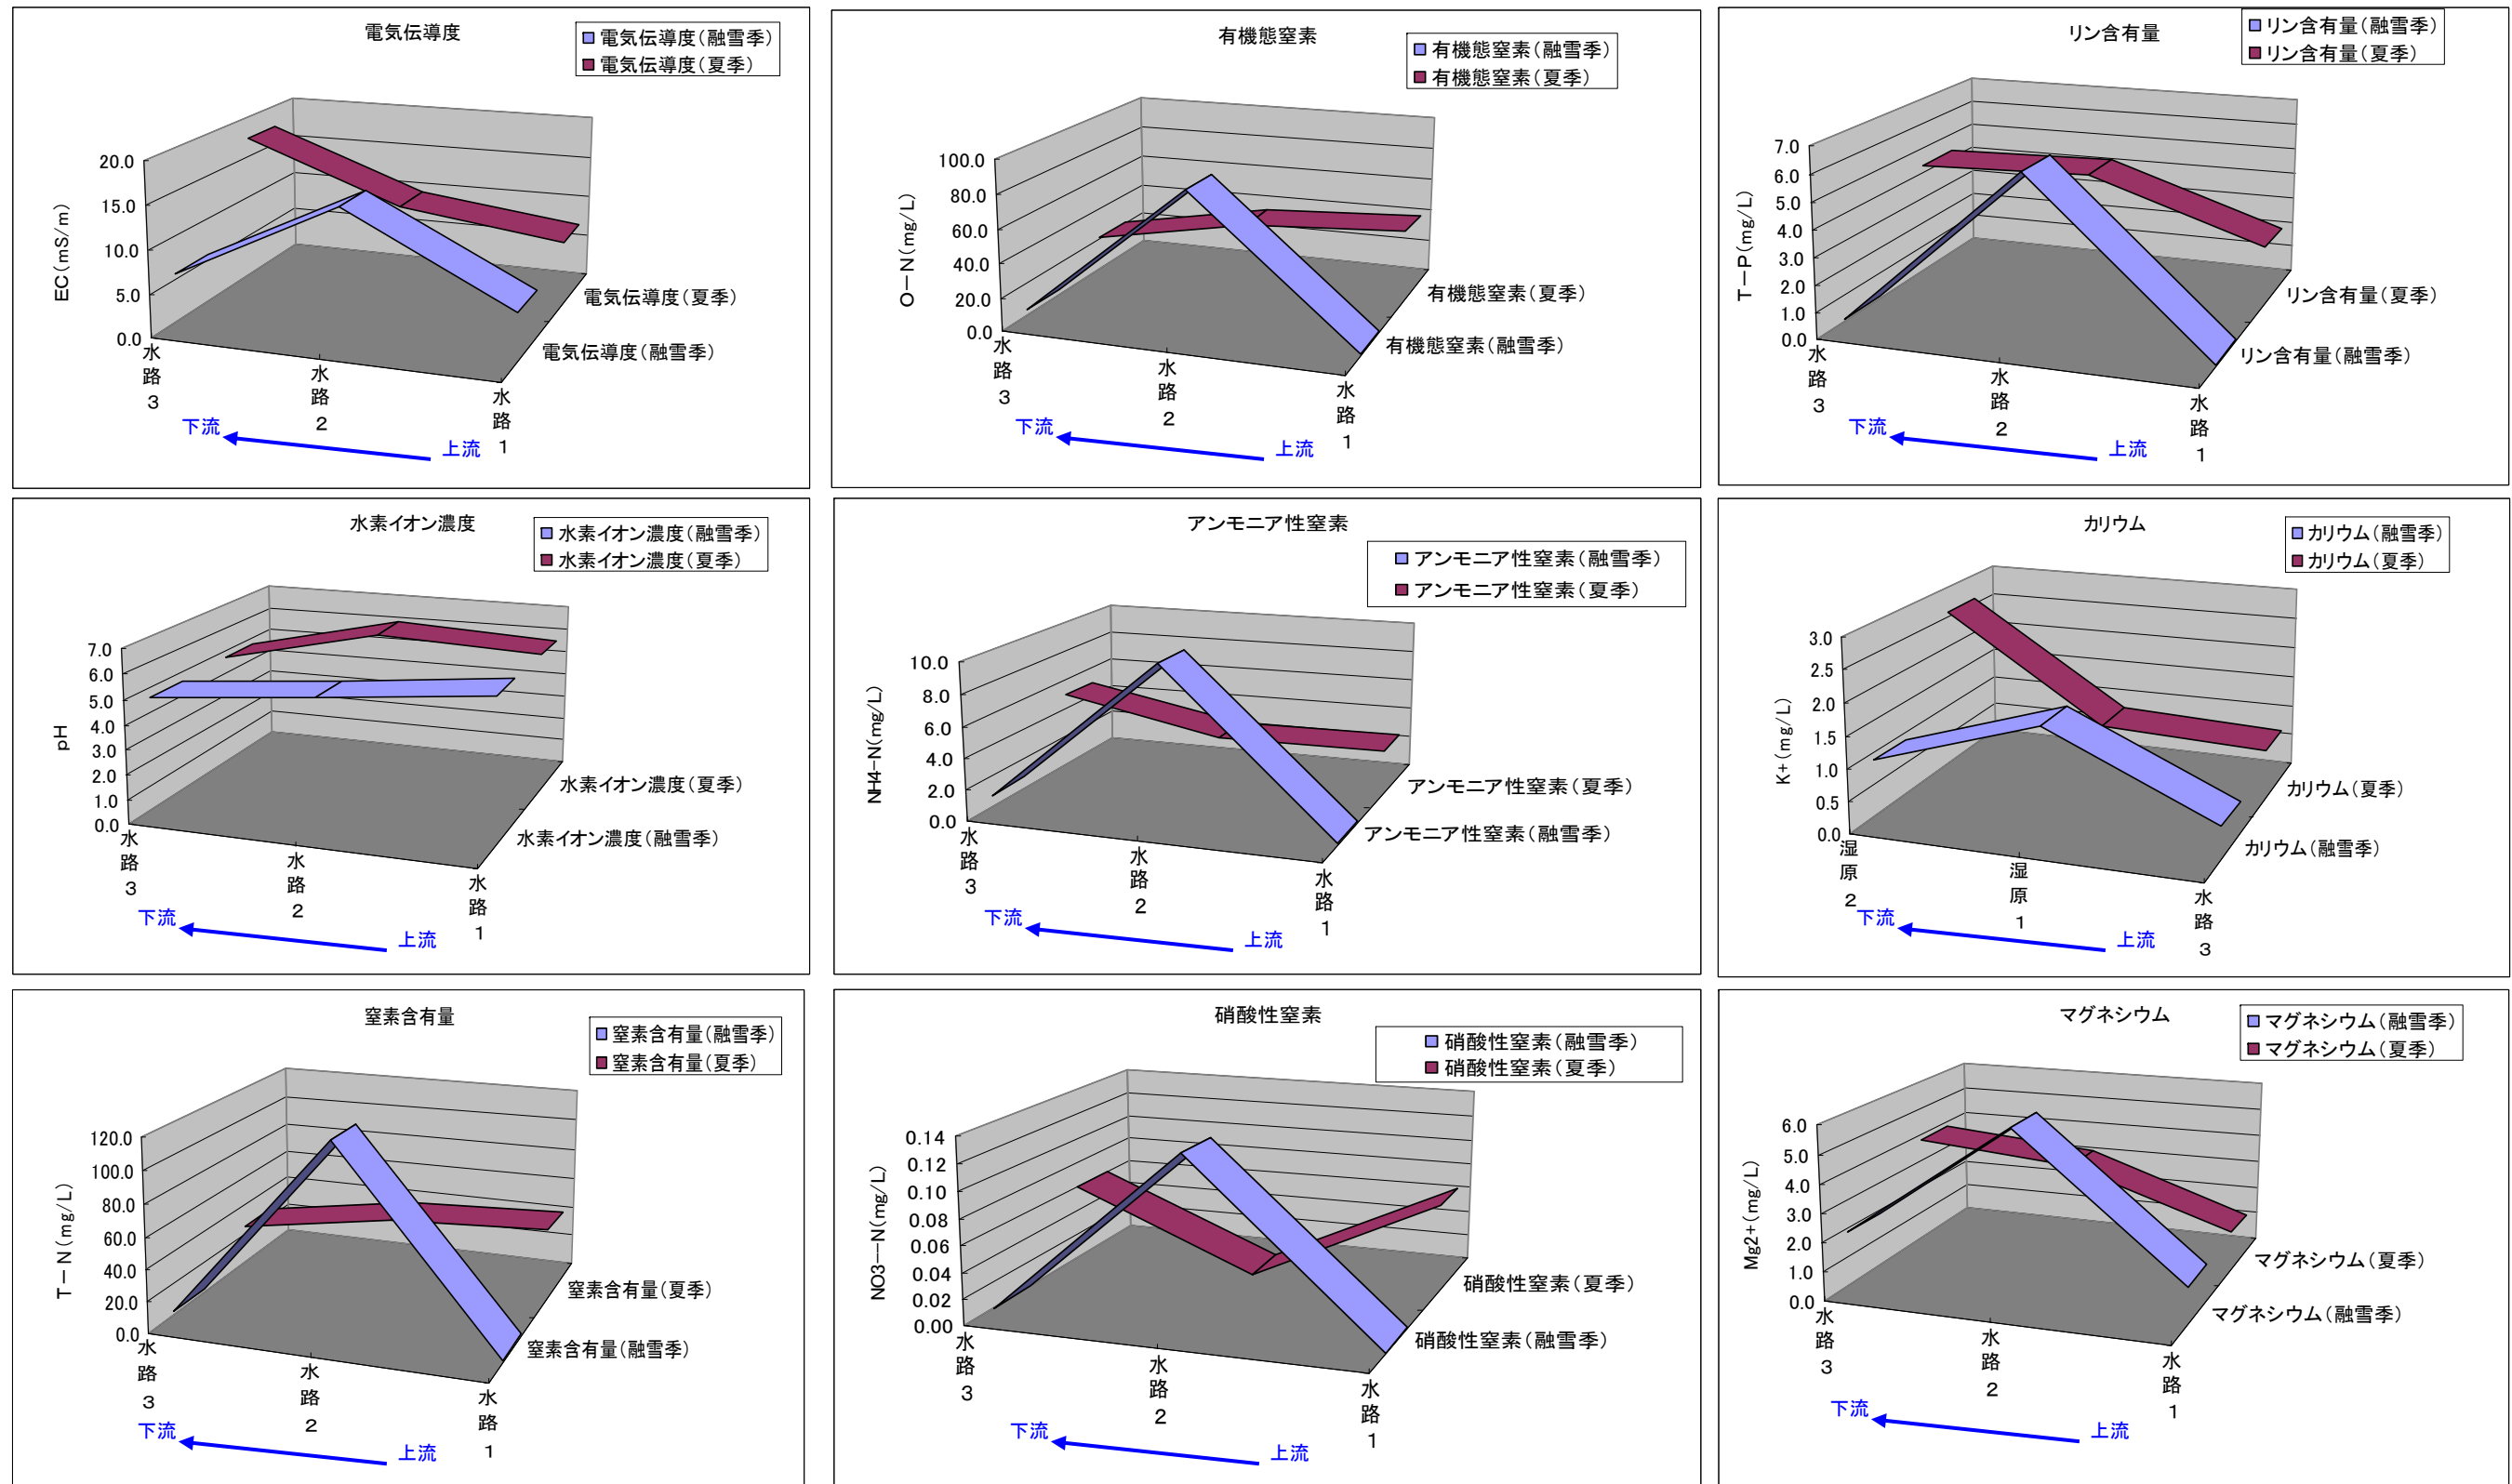 電気伝導度
電気伝導度(融雪季)
電気伝導度(夏季)
EC(mS/m)
20.0
15.0
10.0
5.0
0.0
水路3
水路2
水路1
電気伝導度(夏季)
電気伝導度(融雪季)
下流
上流
有機態窒素
有機態窒素(融雪季)
有機態窒素(夏季)
O-N(mg/L)
100.0
80.0
60.0
40.0
20.0
0.0
水路3
水路2
水路1
有機態窒素(夏季)
有機態窒素(融雪季)
下流
上流
リン含有量
リン含有量(融雪季)
リン含有量(夏季)
T-P(mg/L)
7.0
6.0
5.0
4.0
3.0
2.0
1.0
0.0
水路3
水路2
水路1
リン含有量(夏季)
リン含有量(融雪季)
下流
上流
水素イオン濃度
水素イオン濃度(融雪季)
水素イオン濃度(夏季)
pH
7.0
6.0
5.0
4.0
3.0
2.0
1.0
0.0
水路3
水路2
水路1
水素イオン濃度(夏季)
水素イオン濃度(融雪季)
下流
上流
アンモニア性窒素
アンモニア性窒素(融雪季)
アンモニア性窒素(夏季)
NH4-N(mg/L)
10.0
8.0
6.0
4.0
2.0
0.0
水路3
水路2
水路1
アンモニア性窒素(夏季)
アンモニア性窒素(融雪季)
下流
上流
カリウム
カリウム(融雪季)
カリウム(夏季)
K+(mg/L)
3.0
2.5
2.0
1.5
1.0
0.5
0.0
湿原2
湿原1
水路3
カリウム(夏季)
カリウム(融雪季)
下流
上流
窒素含有量
窒素含有量(融雪季)
窒素含有量(夏季)
T-N(mg/L)
120.0
100.0
80.0
60.0
40.0
20.0
0.0
水路3
水路2
水路1
窒素含有量(夏季)
窒素含有量(融雪季)
下流
上流
硝酸性窒素
硝酸性窒素(融雪季)
硝酸性窒素(夏季)
NO3--N(mg/L)
0.14
0.12
0.10
0.08
0.06
0.04
0.02
0.00
水路3
水路2
水路1
硝酸性窒素(夏季)
硝酸性窒素(融雪季)
下流
上流
マグネシウム
マグネシウム(融雪季)
マグネシウム(夏季)
Mg2+(mg/L)
6.0
5.0
4.0
3.0
2.0
1.0
0.0
水路3
水路2
水路1
マグネシウム(夏季)
マグネシウム(融雪季)
下流
上流